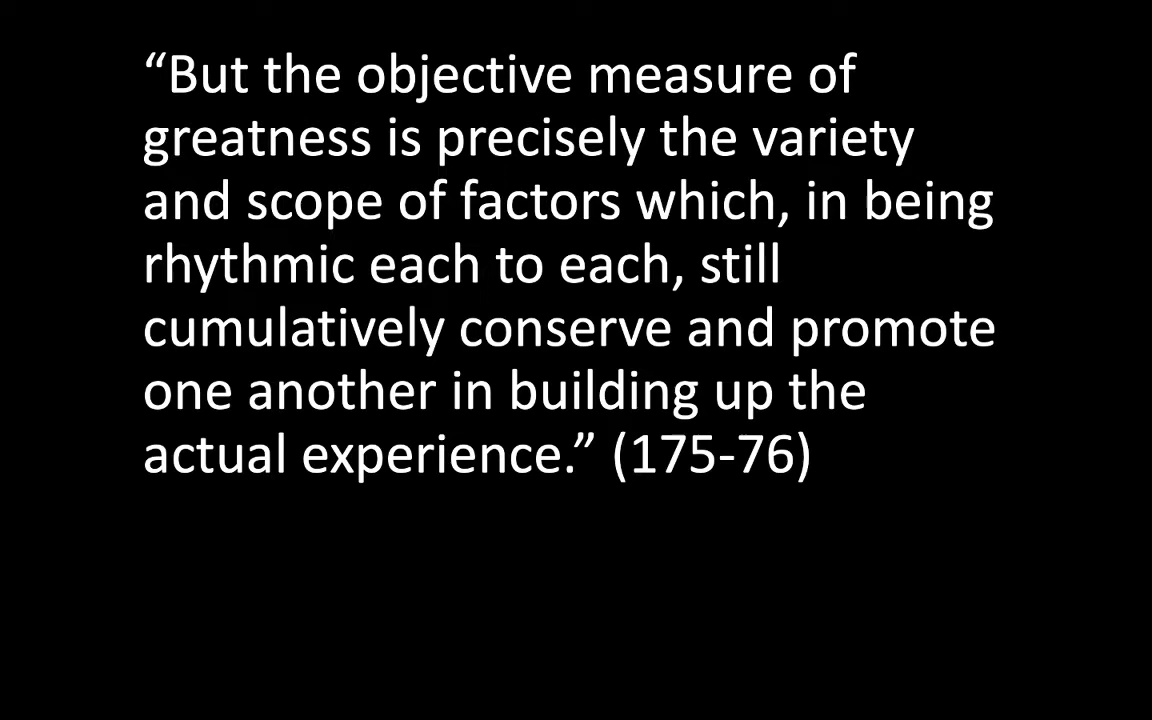 “But the objective measure of
greatness is precisely the variety
and scope of factors which, in being
rhythmic each to each, still
cumulatively conserve and promote
one another in building up the
actual experience.” (175-76)